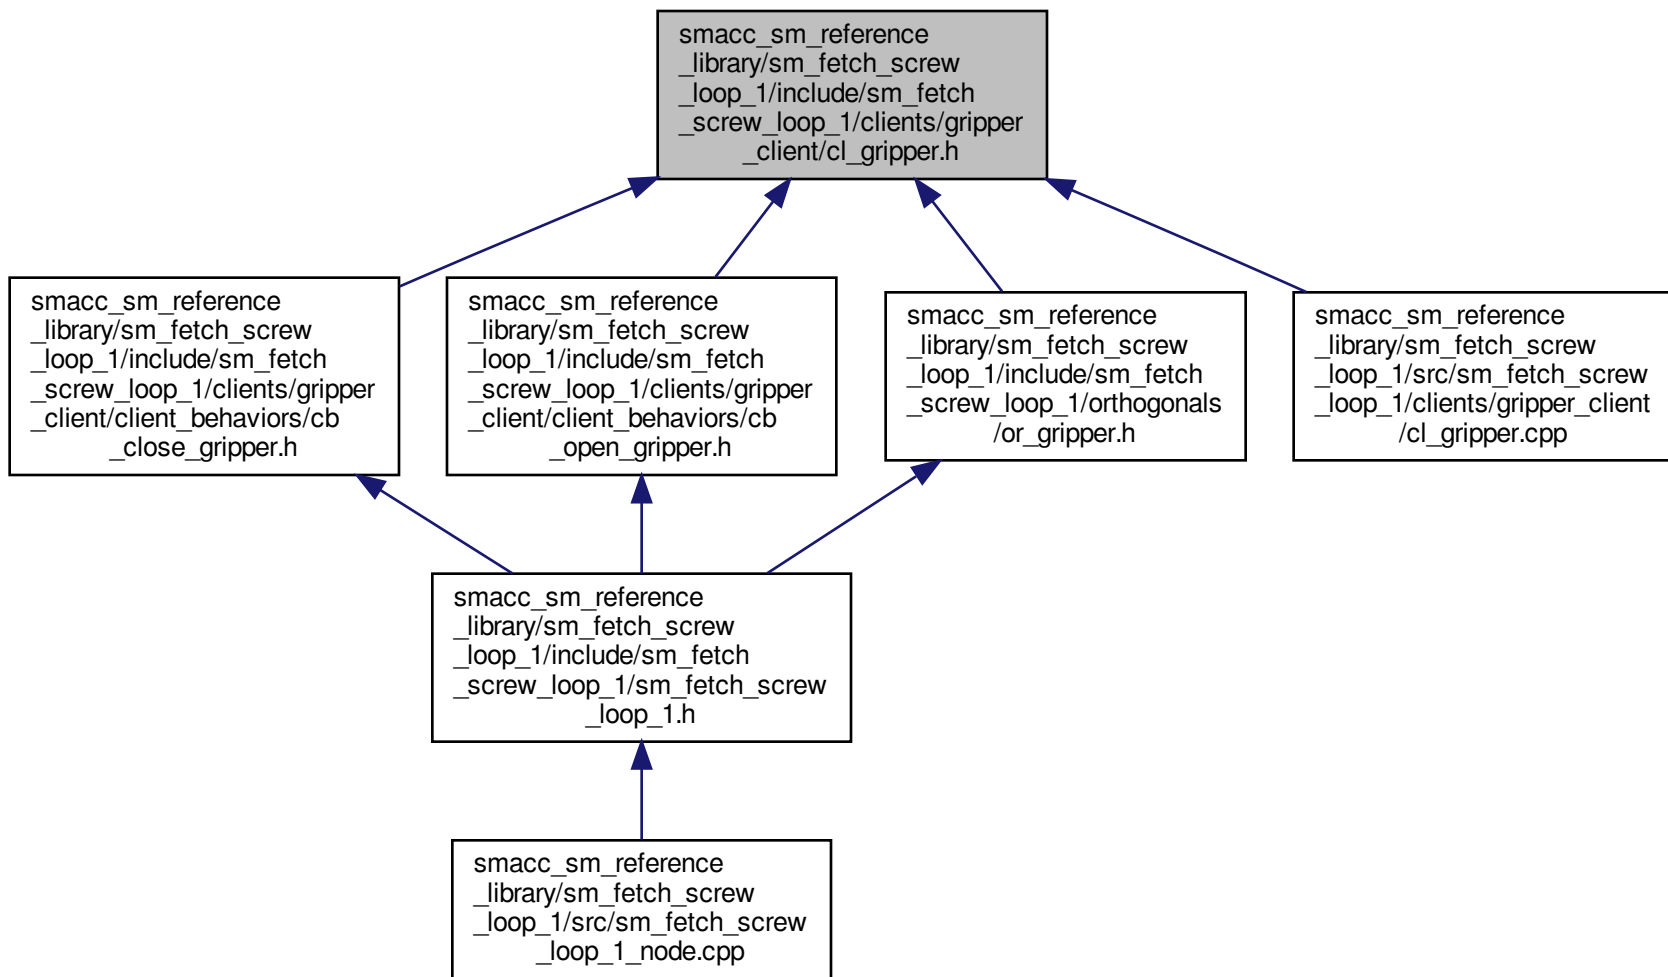 smacc_sm_reference
_library/sm_fetch_screw
_loop_1/include/sm_fetch
_screw_loop_1/clients/gripper
_client/cl_gripper.h
smacc_sm_reference
_library/sm_fetch_screw
_loop_1/include/sm_fetch
_screw_loop_1/clients/gripper
_client/client_behaviors/cb
_close_gripper.h
smacc_sm_reference
_library/sm_fetch_screw
_loop_1/include/sm_fetch
_screw_loop_1/clients/gripper
_client/client_behaviors/cb
_open_gripper.h
smacc_sm_reference
_library/sm_fetch_screw
_loop_1/include/sm_fetch
_screw_loop_1/orthogonals
/or_gripper.h
smacc_sm_reference
_library/sm_fetch_screw
_loop_1/src/sm_fetch_screw
_loop_1/clients/gripper_client
/cl_gripper.cpp
smacc_sm_reference
_library/sm_fetch_screw
_loop_1/include/sm_fetch
_screw_loop_1/sm_fetch_screw
_loop_1.h
smacc_sm_reference
_library/sm_fetch_screw
_loop_1/src/sm_fetch_screw
_loop_1_node.cpp